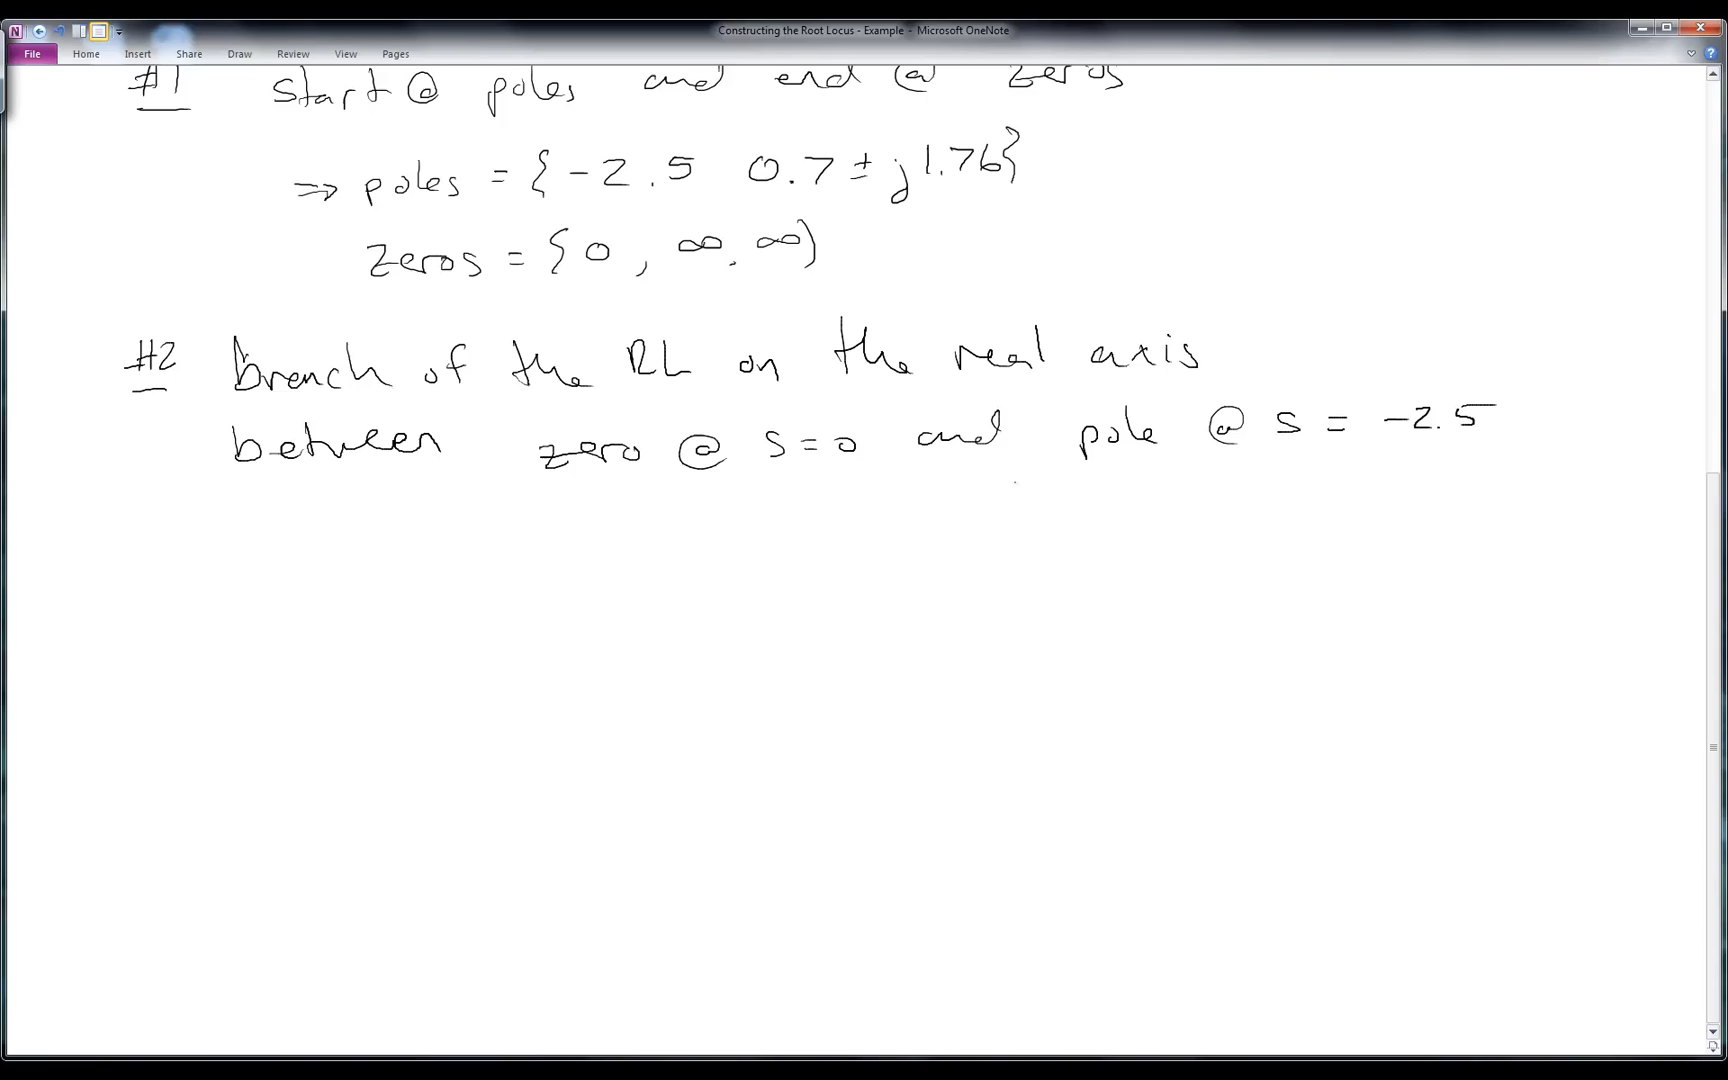 Constructing the Root Locus - Example - Microsoft OneNote
File Home Insert Share Draw Review View Pages
#1 start @ poles and end @ zeros
⇒ poles = {-2.5 0.7 ± j1.76}
zeros = {0, ∞, ∞}
#2 branch of the RL on the real axis
between zero @ s=0 and pole @ s = -2.5